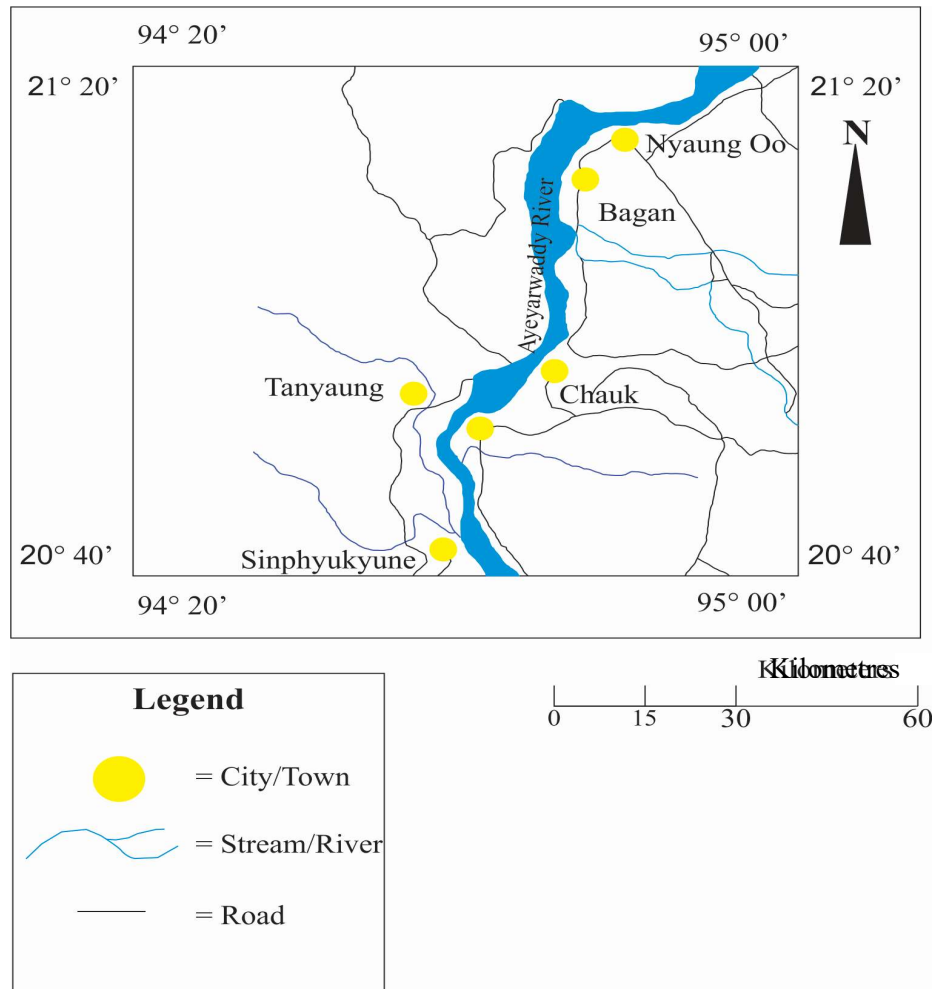 94° 20’
95° 00’
21° 20’
21° 20’
N
Nyaung Oo
Bagan
Ayeyarwaddy River
Tanyaung
Chauk
20° 40’
20° 40’
Sinphyukyune
94° 20’
95° 00’
Kilometres
0 15 30 60
Legend
= City/Town
= Stream/River
= Road